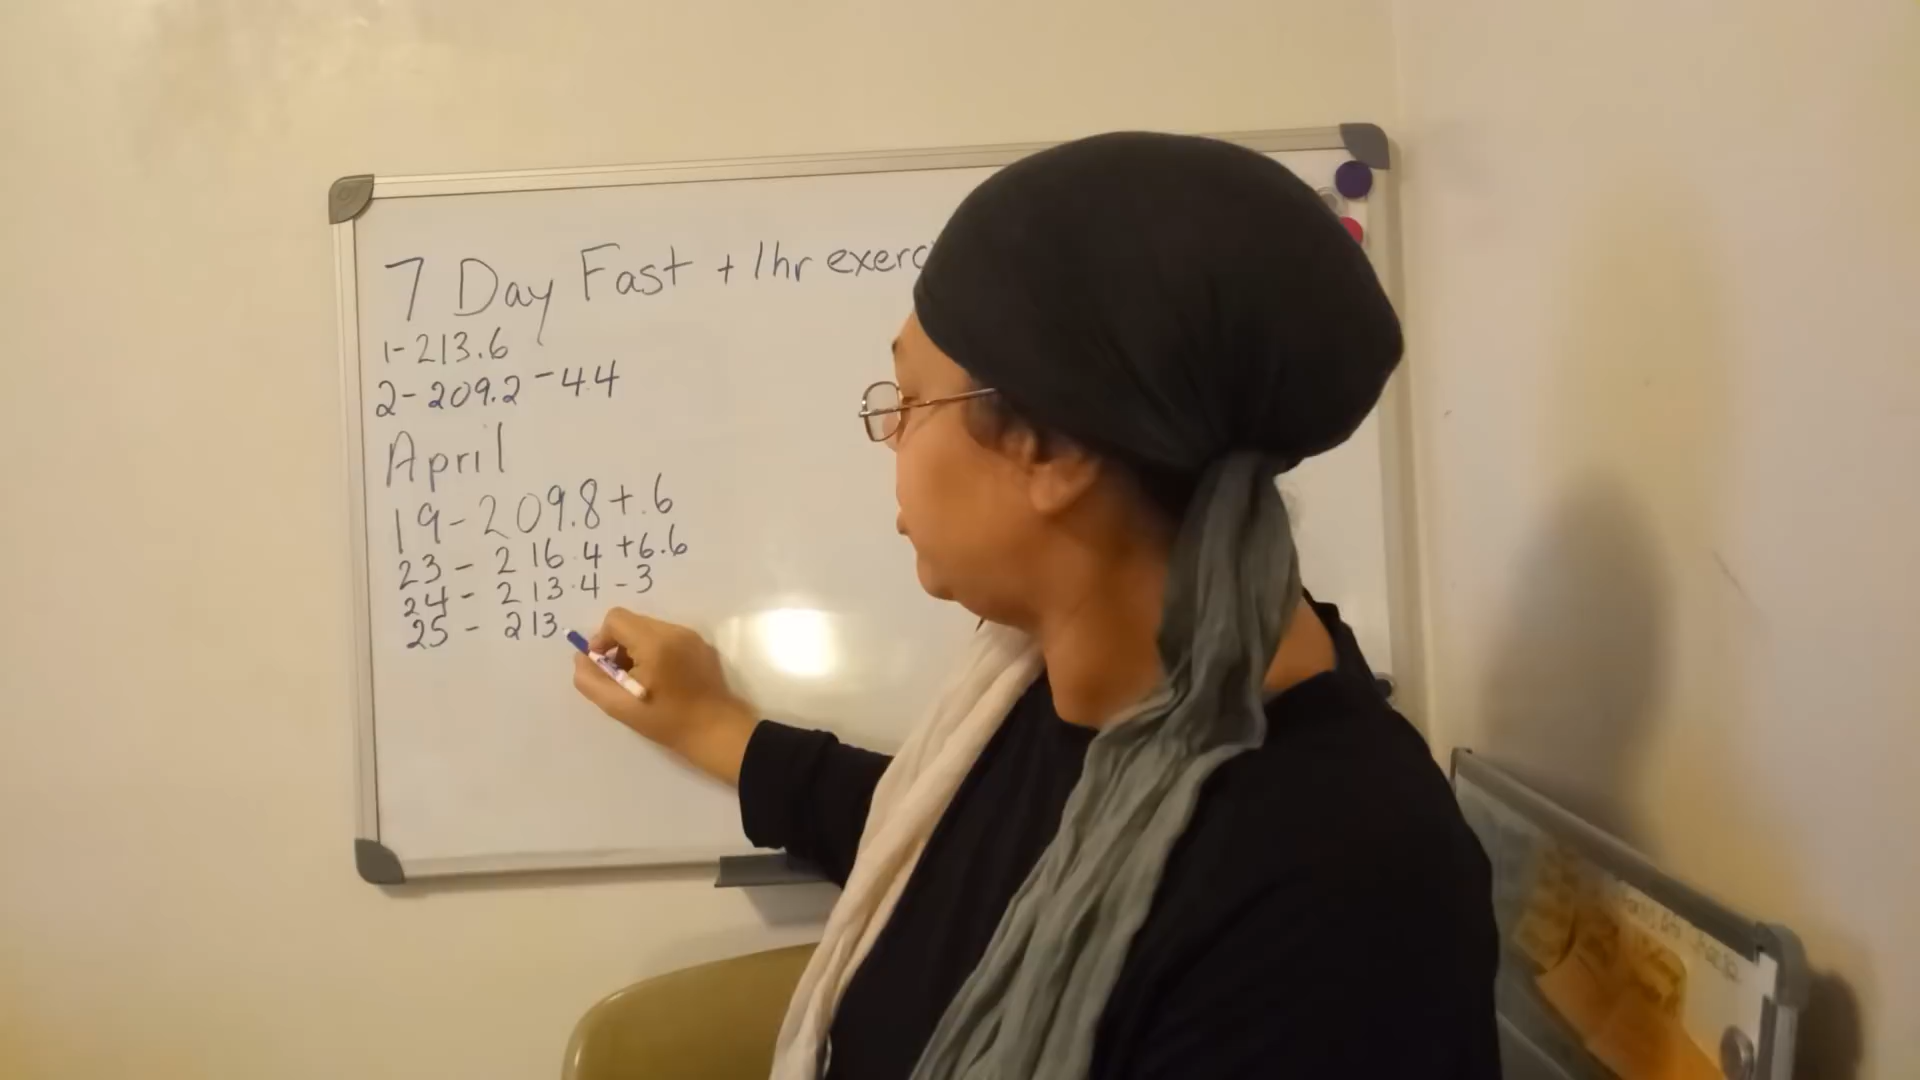 7 Day Fast + 1hr exerc
1-213.6
2-209.2 -4.4
April
19-209.8+.6
23 - 216.4 +6.6
24 - 213.4 -3
25 - 213.